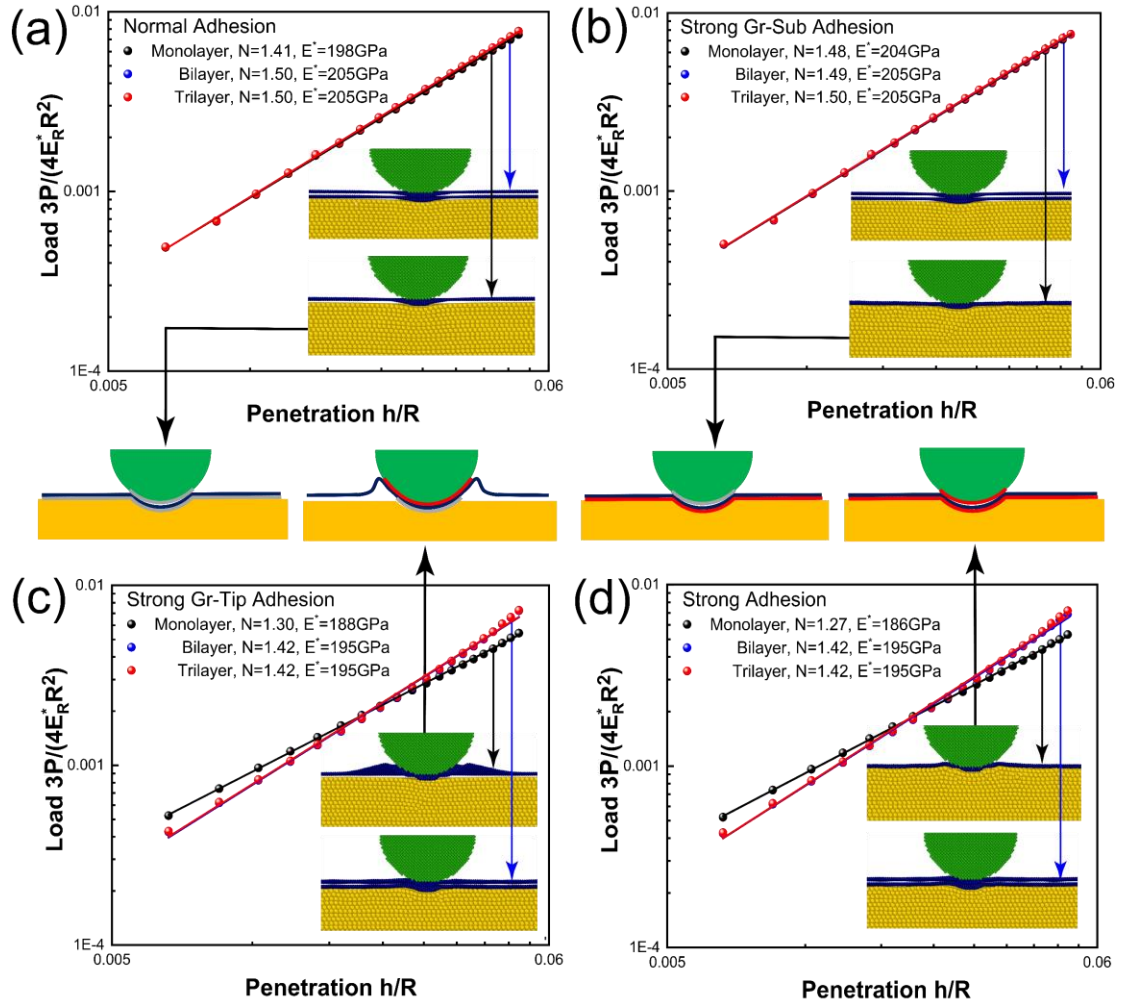 (a)
Normal Adhesion
Monolayer, N=1.41, E*=198GPa
Bilayer, N=1.50, E*=205GPa
Trilayer, N=1.50, E*=205GPa
0.01
0.001
1E-4
0.005
0.06
Load 3P/(4E*RR²)
Penetration h/R
(b)
Strong Gr-Sub Adhesion
Monolayer, N=1.48, E*=204GPa
Bilayer, N=1.49, E*=205GPa
Trilayer, N=1.50, E*=205GPa
0.01
0.001
1E-4
0.005
0.06
Load 3P/(4E*RR²)
Penetration h/R
(c)
Strong Gr-Tip Adhesion
Monolayer, N=1.30, E*=188GPa
Bilayer, N=1.42, E*=195GPa
Trilayer, N=1.42, E*=195GPa
0.01
0.001
1E-4
0.005
0.06
Load 3P/(4E*RR²)
Penetration h/R
(d)
Strong Adhesion
Monolayer, N=1.27, E*=186GPa
Bilayer, N=1.42, E*=195GPa
Trilayer, N=1.42, E*=195GPa
0.01
0.001
1E-4
0.005
0.06
Load 3P/(4E*RR²)
Penetration h/R